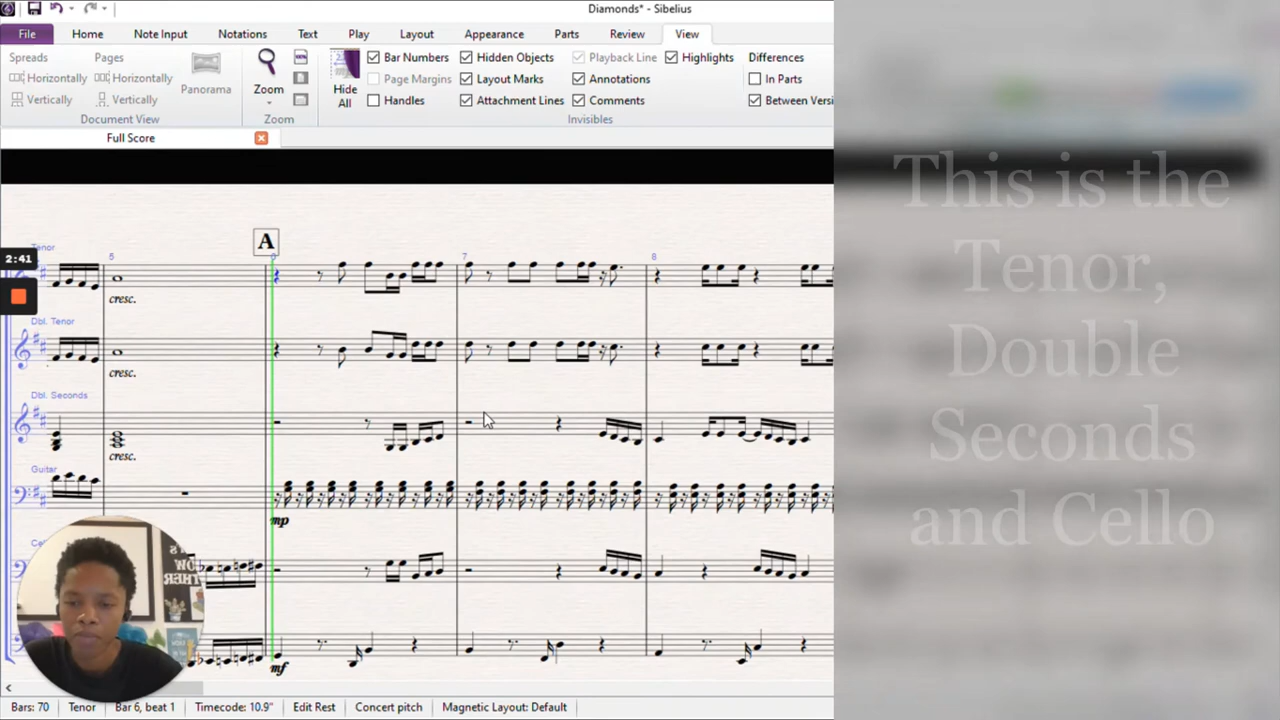 Diamonds* - Sibelius
File Home Note Input Notations Text Play Layout Appearance Parts Review View
Spreads Pages Bar Numbers Hidden Objects Playback Line Highlights Differences
Horizontally Horizontally Page Margins Layout Marks Annotations In Parts
Vertically Vertically Panorama Zoom Hide All Handles Attachment Lines Comments Between Versi
Document View Zoom Invisibles
Full Score
A
Tenor 5 7 8
2:41
cresc.
Dbl. Tenor
cresc.
Dbl. Seconds
cresc.
Guitar
mp
mf
Bars: 70 Tenor Bar 6, beat 1 Timecode: 10.9" Edit Rest Concert pitch Magnetic Layout: Default
This is the
Tenor,
Double
Seconds
and Cello